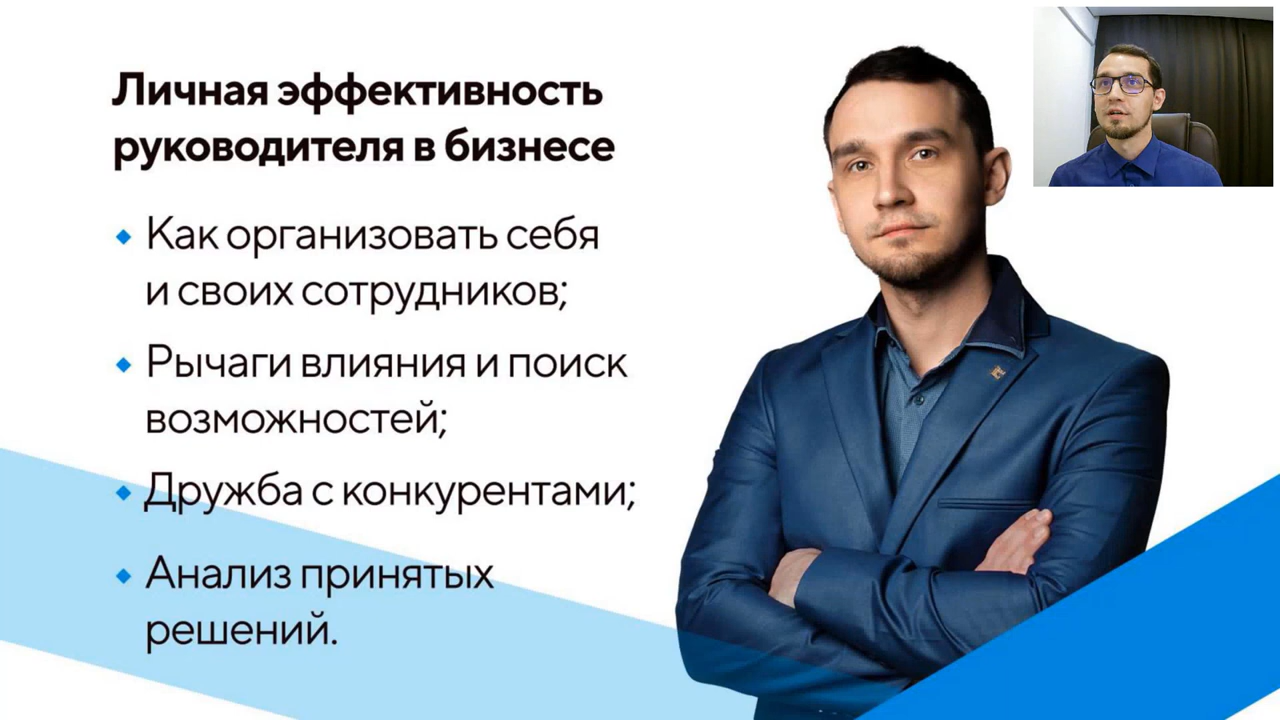 Личная эффективность
руководителя в бизнесе
Как организовать себя
и своих сотрудников;
Рычаги влияния и поиск
возможностей;
Дружба с конкурентами;
Анализ принятых
решений.